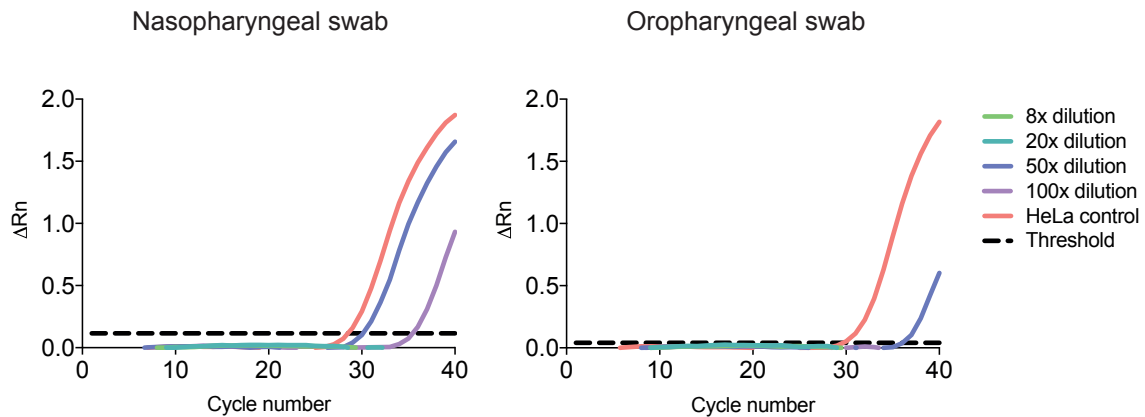 Nasopharyngeal swab
Oropharyngeal swab
2.0
1.5
1.0
0.5
0.0
ΔRn
0
10
20
30
40
Cycle number
2.0
1.5
1.0
0.5
0.0
ΔRn
0
10
20
30
40
Cycle number
8x dilution
20x dilution
50x dilution
100x dilution
HeLa control
Threshold